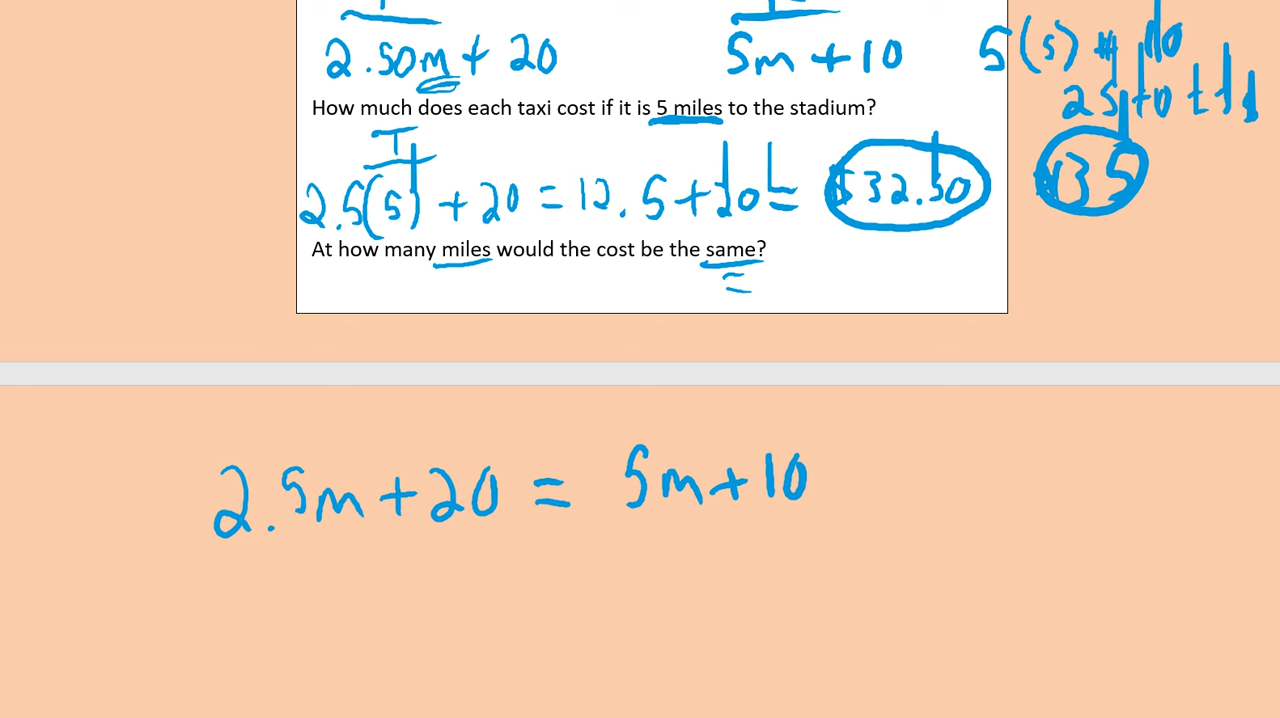 2.50m + 20
5m + 10
5(5) + 10
How much does each taxi cost if it is 5 miles to the stadium?
T
2.5(5) + 20 = 12.5 + 20 = $32.50
$35
At how many miles would the cost be the same?
=
2.5m + 20 = 5m + 10